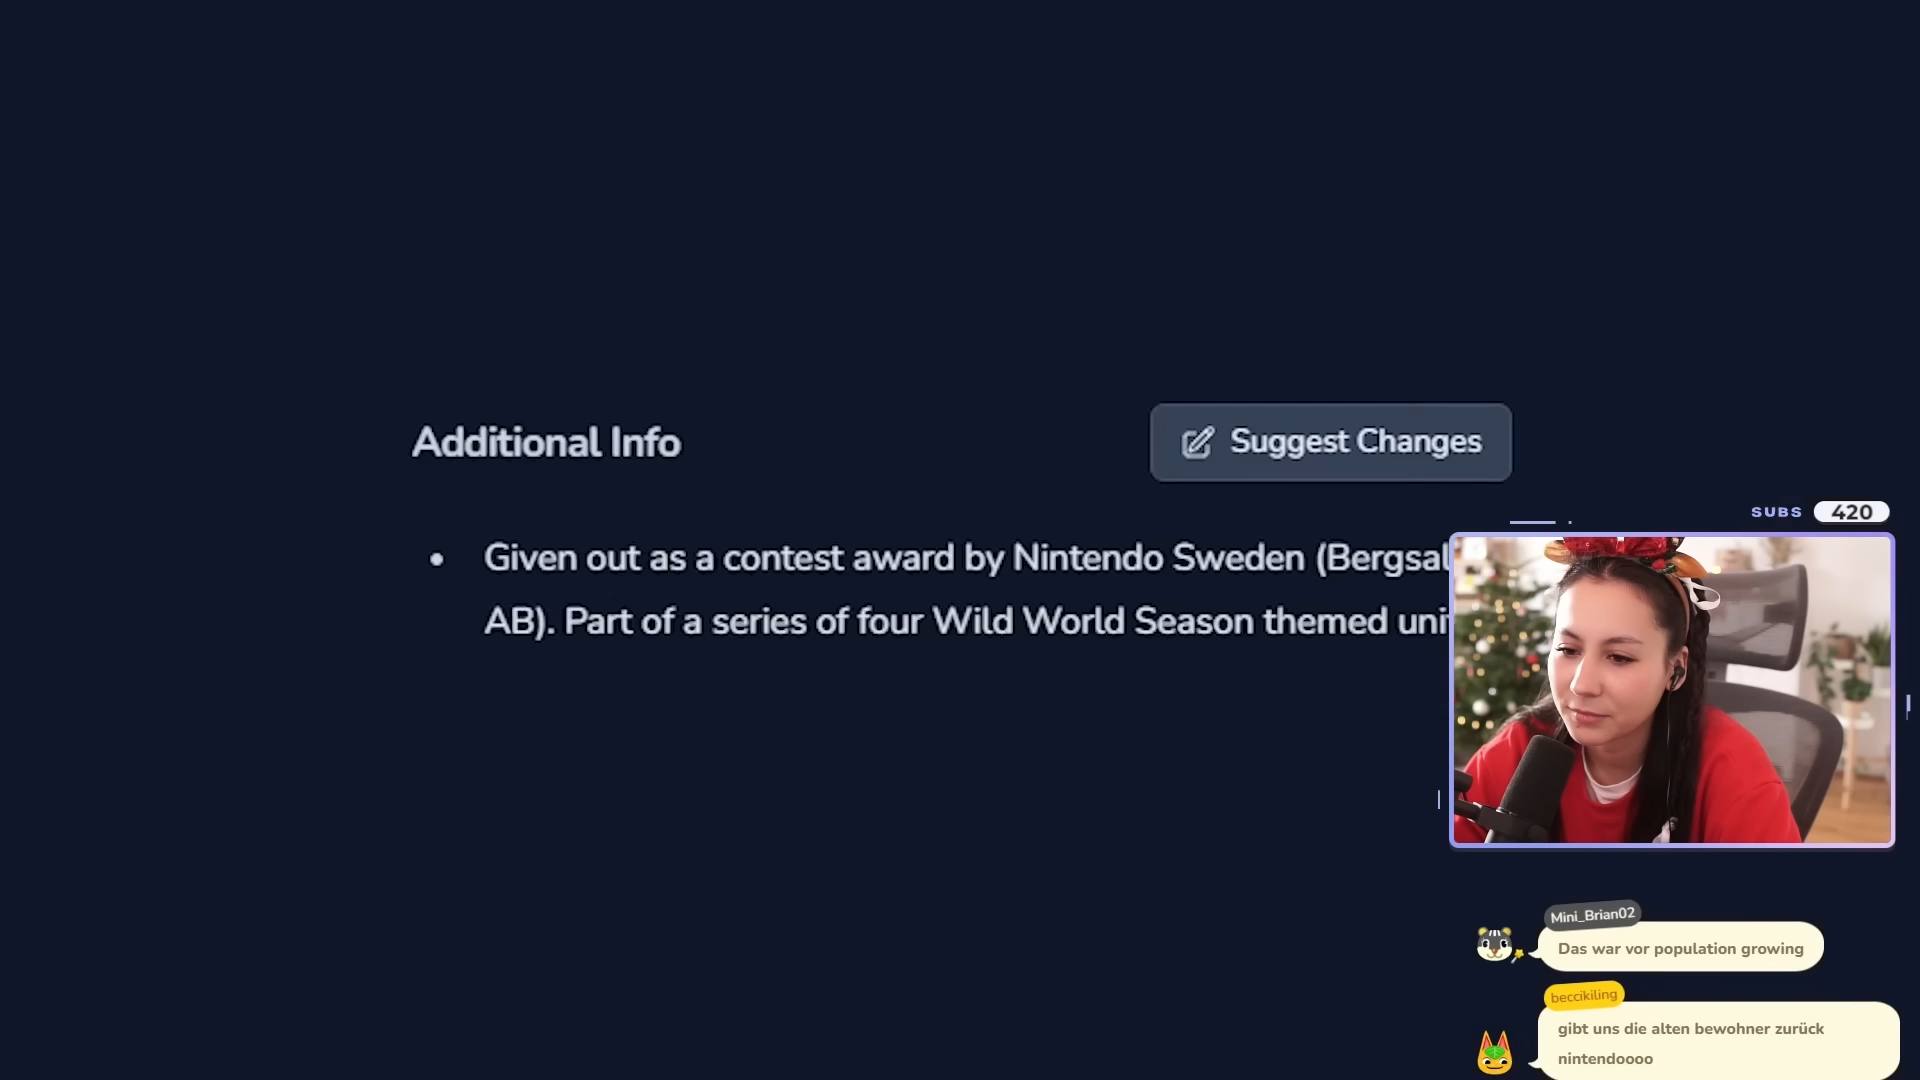 Additional Info
Suggest Changes
• Given out as a contest award by Nintendo Sweden (Bergsal
AB). Part of a series of four Wild World Season themed
SUBS 420
Mini_Brian02
Das war vor population growing
beccikiling
gibt uns die alten bewohner zurück
nintendoooo